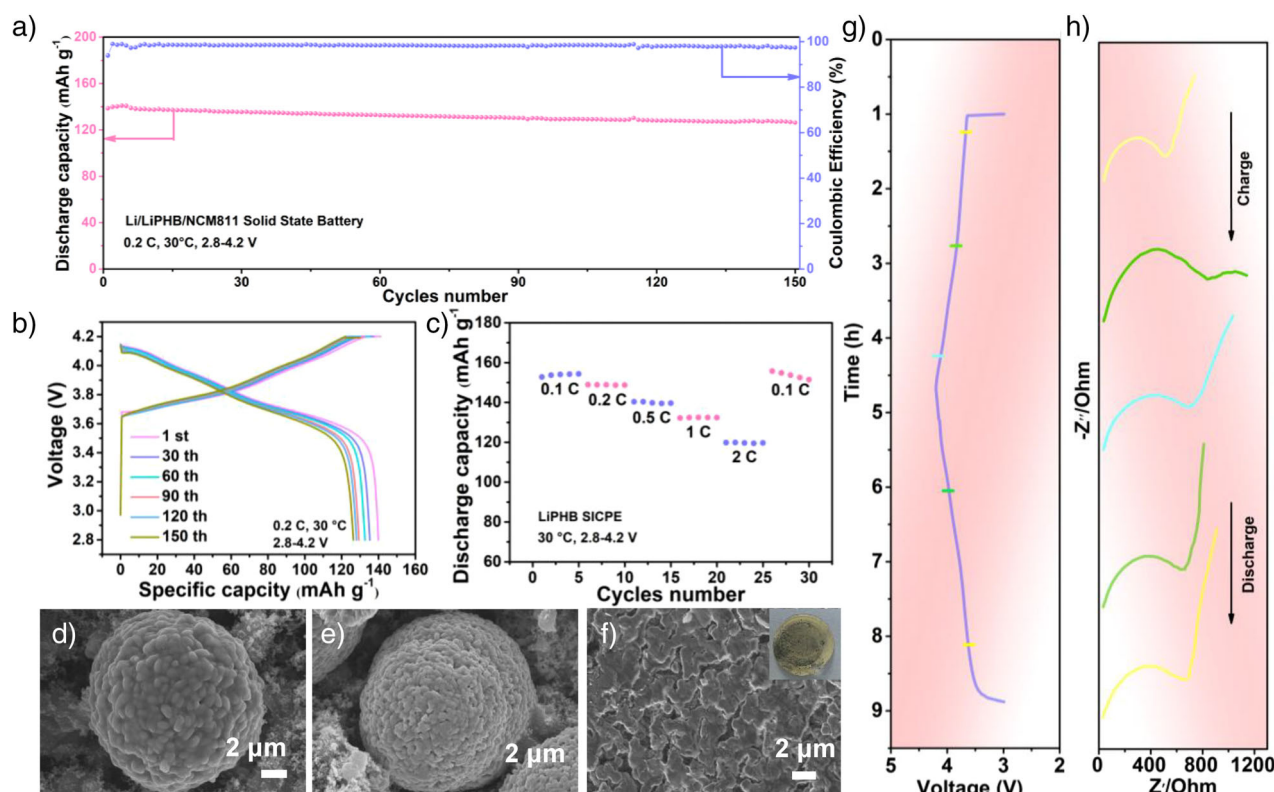 a)
200
160
120
80
40
0
Discharge capacity (mAh g-1)
100
80
60
40
20
0
Coulombic Efficiency (%)
Li/LiPHB/NCM811 Solid State Battery
0.2 C, 30°C, 2.8-4.2 V
0 30 60 90 120 150
Cycles number
b)
4.2
4.0
3.8
3.6
3.4
3.2
3.0
2.8
Voltage (V)
1 st
30 th
60 th
90 th
120 th
150 th
0.2 C, 30 °C
2.8-4.2 V
0 20 40 60 80 100 120 140 160
Specific capcity (mAh g-1)
c)
180
160
140
120
100
80
60
Discharge capacity (mAh g-1)
0.1 C
0.2 C
0.5 C
1 C
2 C
0.1 C
LiPHB SICPE
30 °C, 2.8-4.2 V
0 5 10 15 20 25 30
Cycles number
d)
2 µm
e)
2 µm
f)
2 µm
g)
0
1
2
3
4
5
6
7
8
9
Time (h)
5 4 3 2
Voltage (V)
h)
-Z''/Ohm
Charge
Discharge
0 400 800 1200
Z'/Ohm